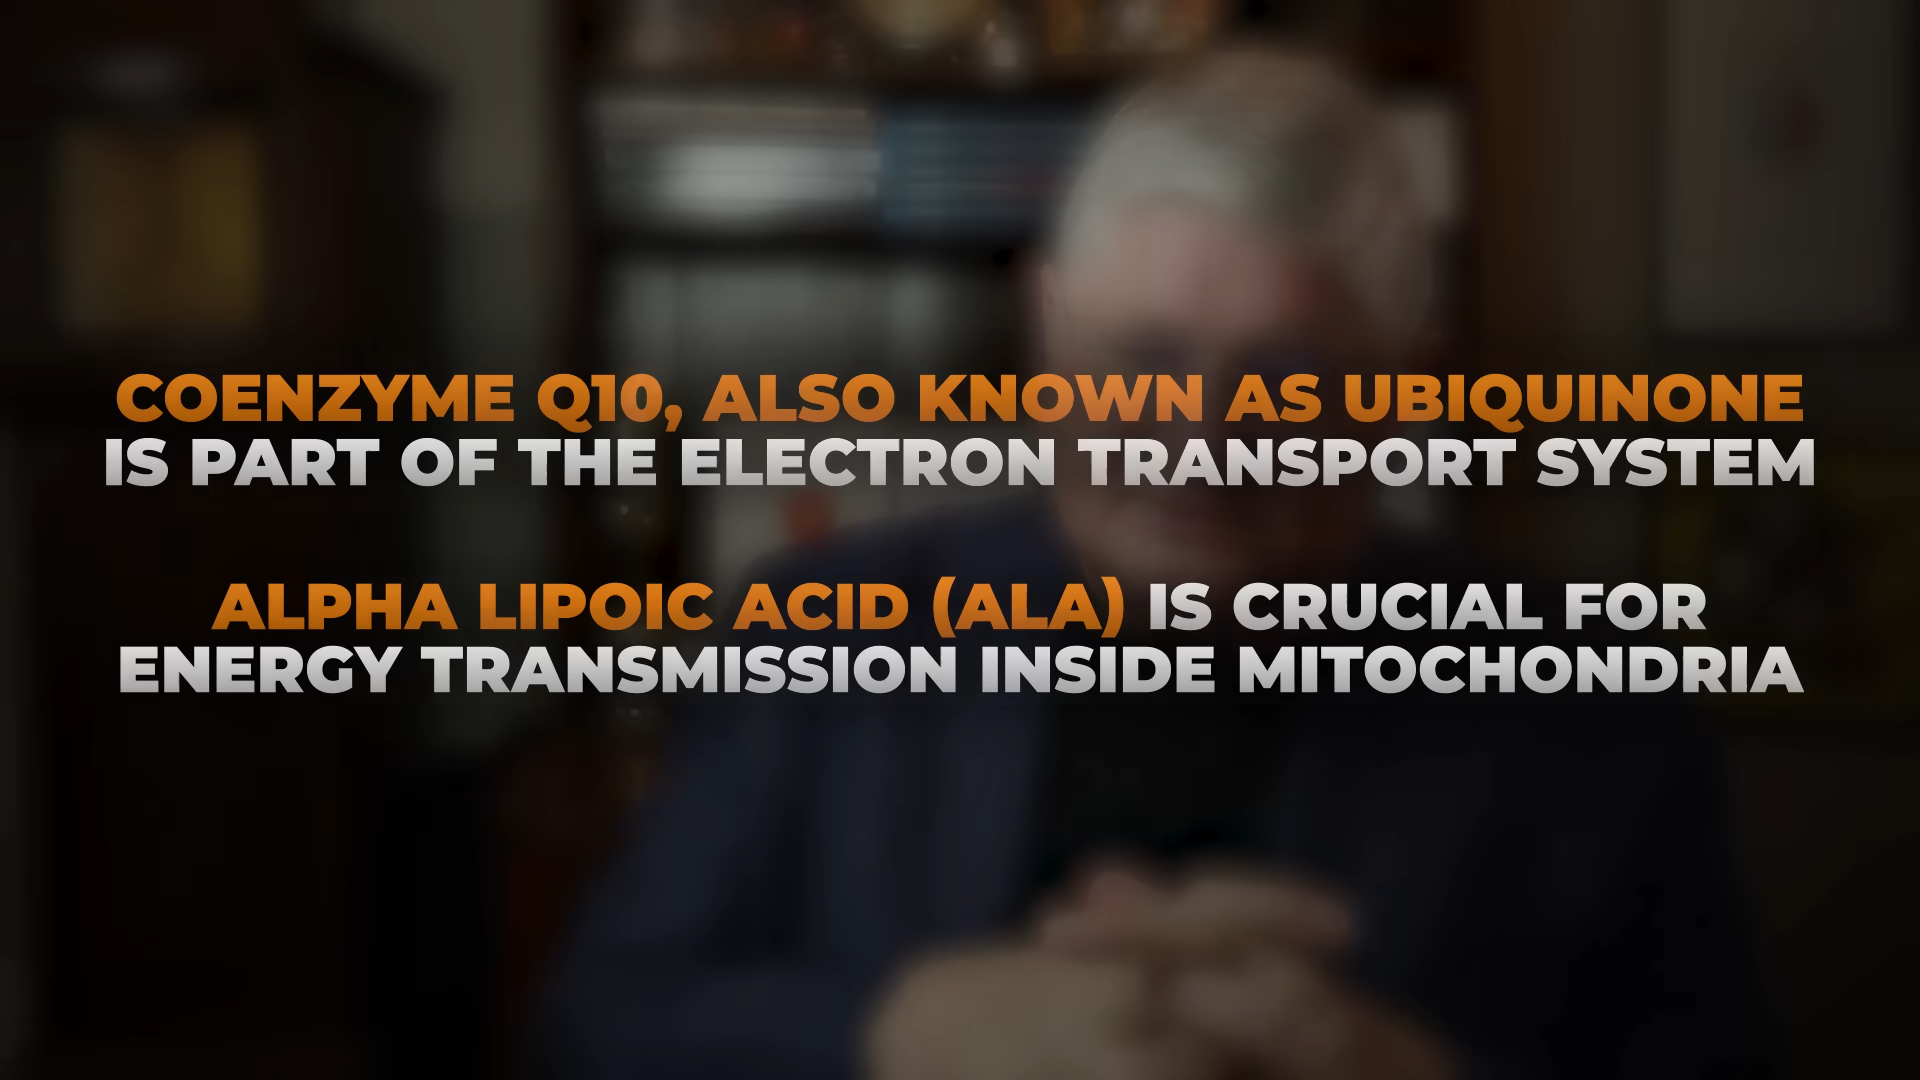 COENZYME Q10, ALSO KNOWN AS UBIQUINONE
IS PART OF THE ELECTRON TRANSPORT SYSTEM
ALPHA LIPOIC ACID (ALA) IS CRUCIAL FOR
ENERGY TRANSMISSION INSIDE MITOCHONDRIA